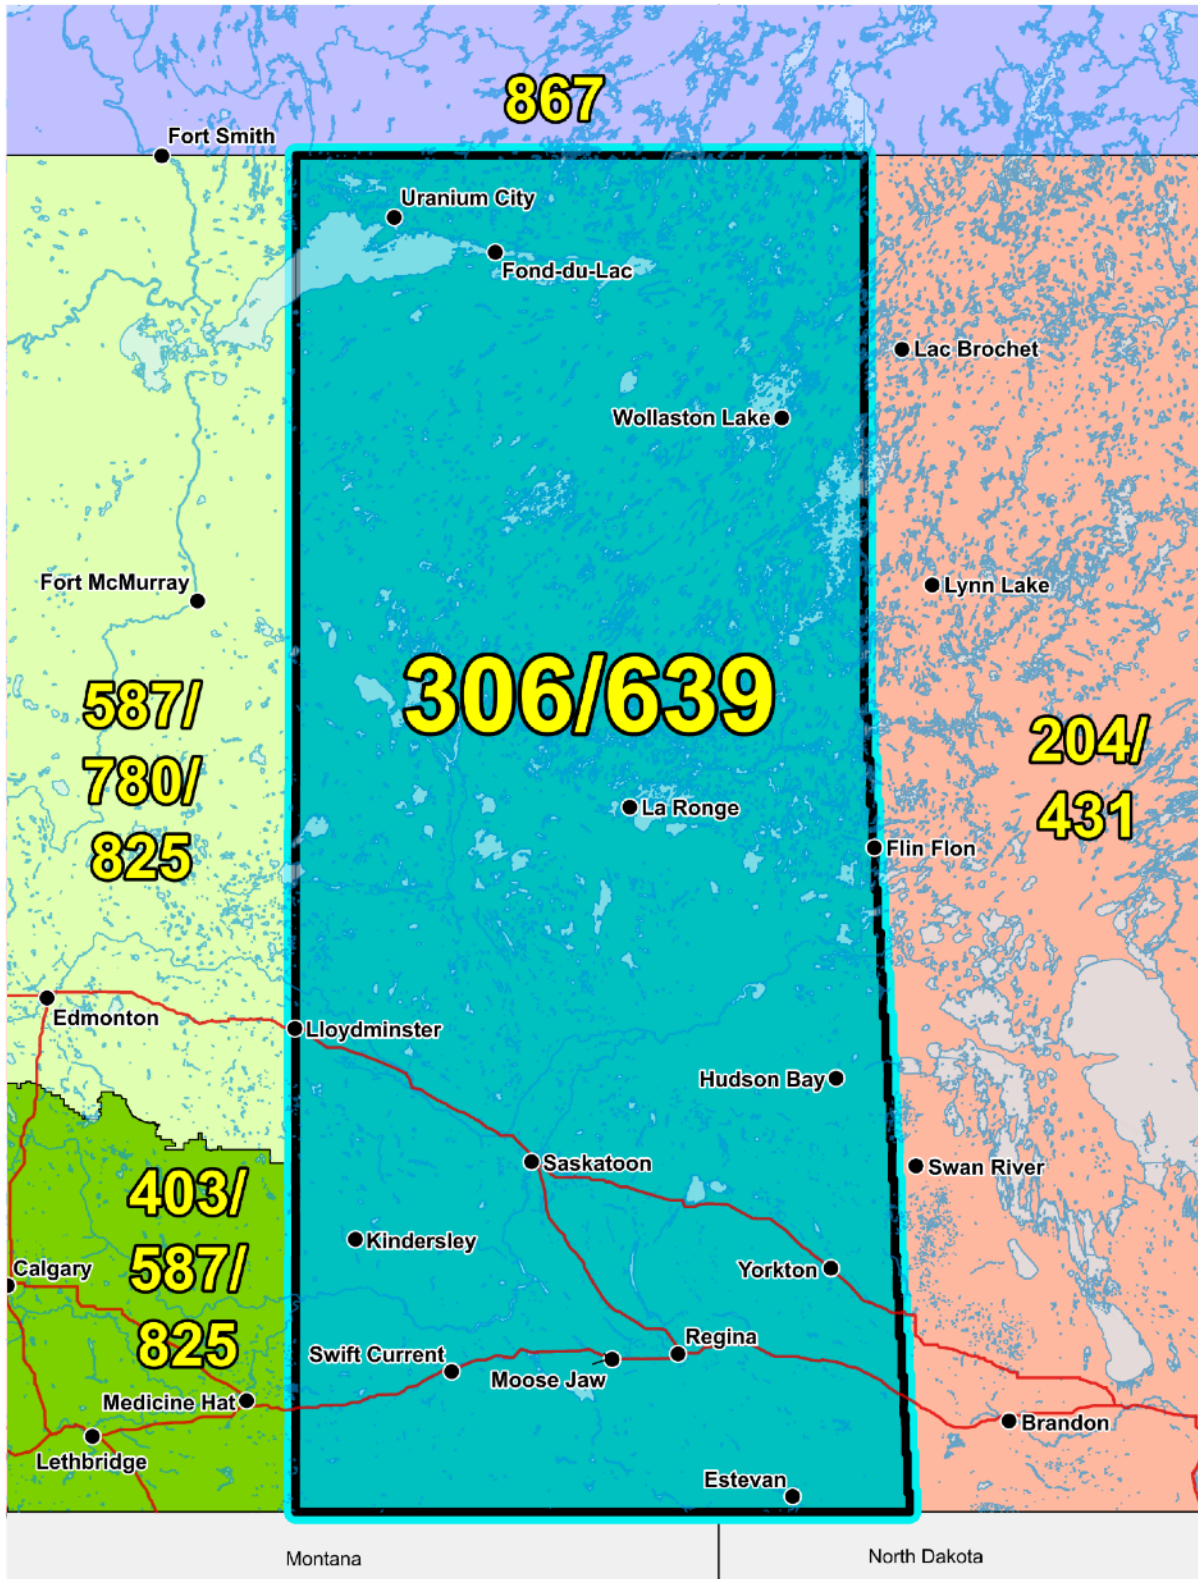 867
Fort Smith
Uranium City
Fond-du-Lac
Lac Brochet
Wollaston Lake
Fort McMurray
Lynn Lake
306/639
587/
780/
825
204/
431
La Ronge
Flin Flon
Edmonton
Lloydminster
Hudson Bay
Saskatoon
Swan River
403/
587/
825
Kindersley
Calgary
Yorkton
Regina
Swift Current
Moose Jaw
Medicine Hat
Brandon
Lethbridge
Estevan
Montana
North Dakota